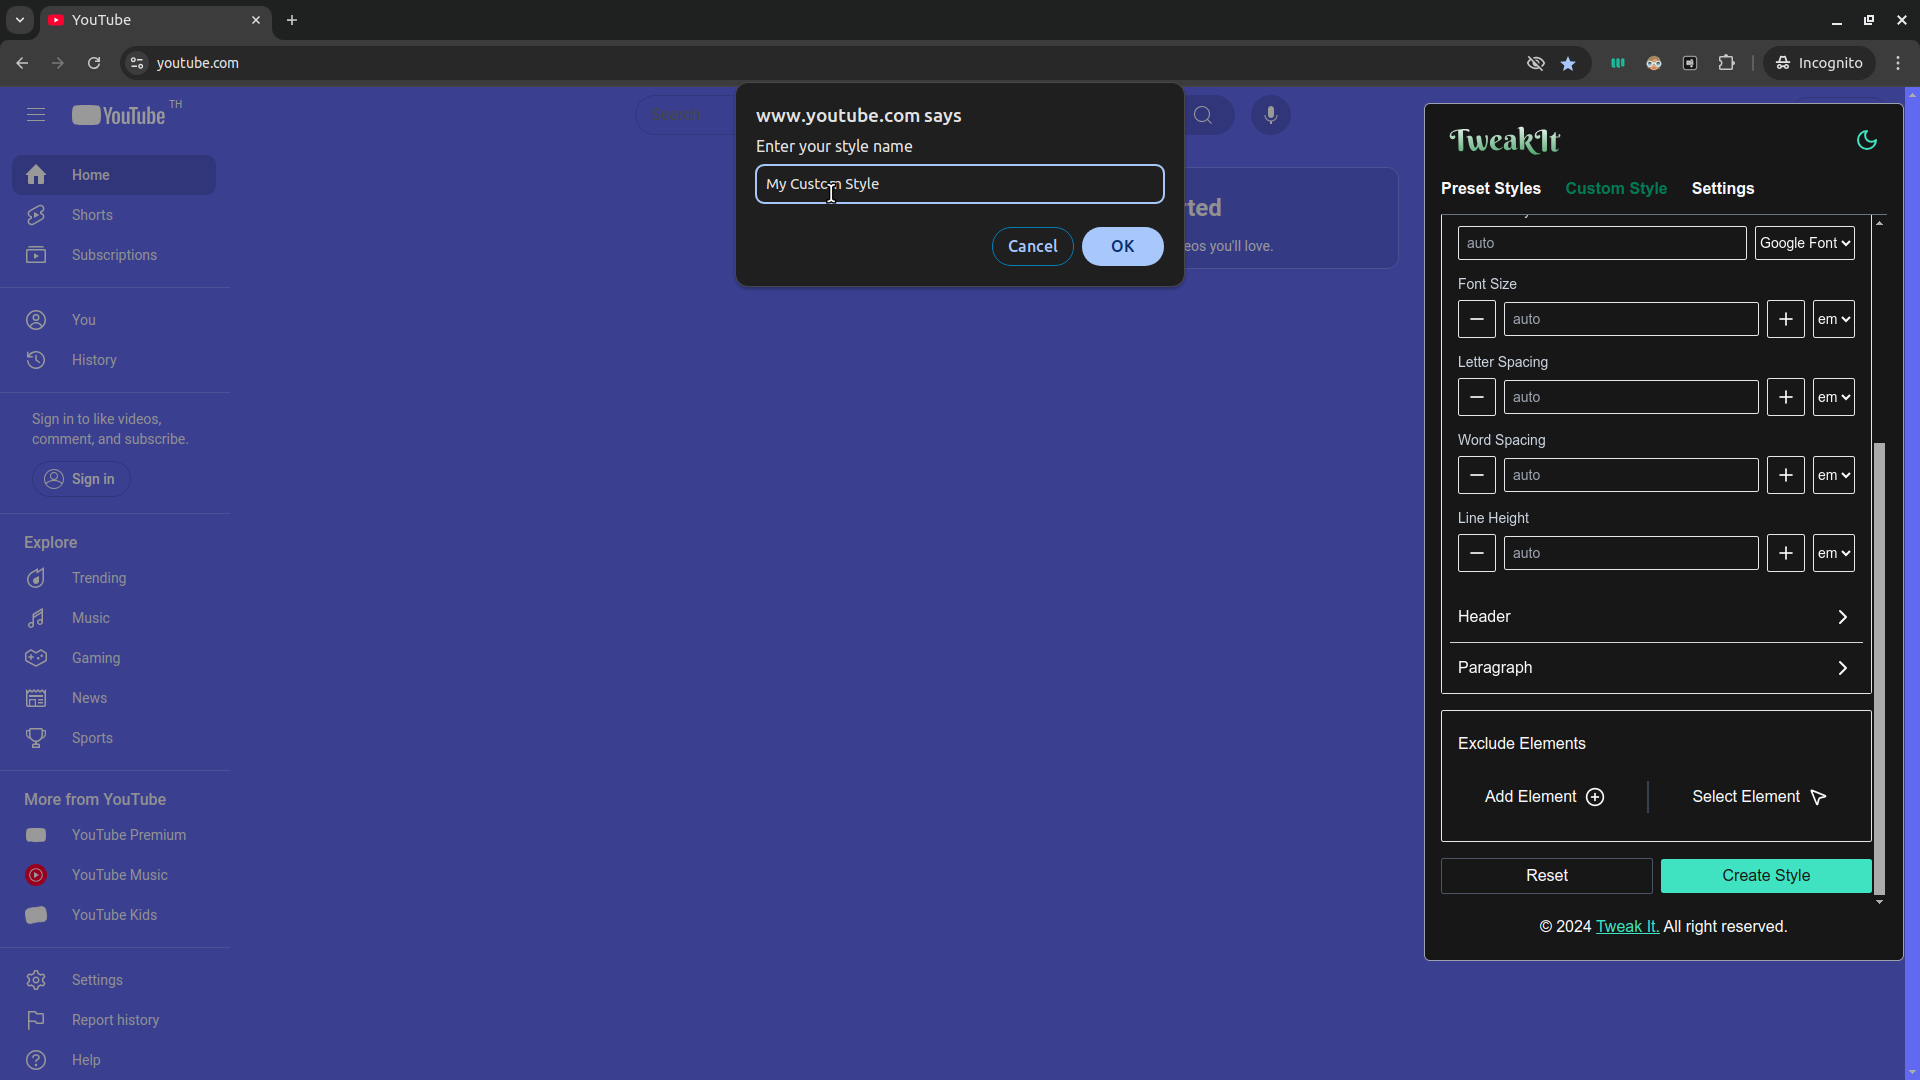 YouTube
youtube.com
Incognito
YouTube TH
Search
www.youtube.com says
Enter your style name
My Custom Style
Cancel
OK
rted
eos you'll love.
Home
Shorts
Subscriptions
You
History
Sign in to like videos,
comment, and subscribe.
Sign in
Explore
Trending
Music
Gaming
News
Sports
More from YouTube
YouTube Premium
YouTube Music
YouTube Kids
Settings
Report history
Help
TweakIt
Preset Styles
Custom Style
Settings
auto
Google Font
Font Size
auto
em
Letter Spacing
auto
em
Word Spacing
auto
em
Line Height
auto
em
Header
Paragraph
Exclude Elements
Add Element
Select Element
Reset
Create Style
© 2024 Tweak It. All right reserved.